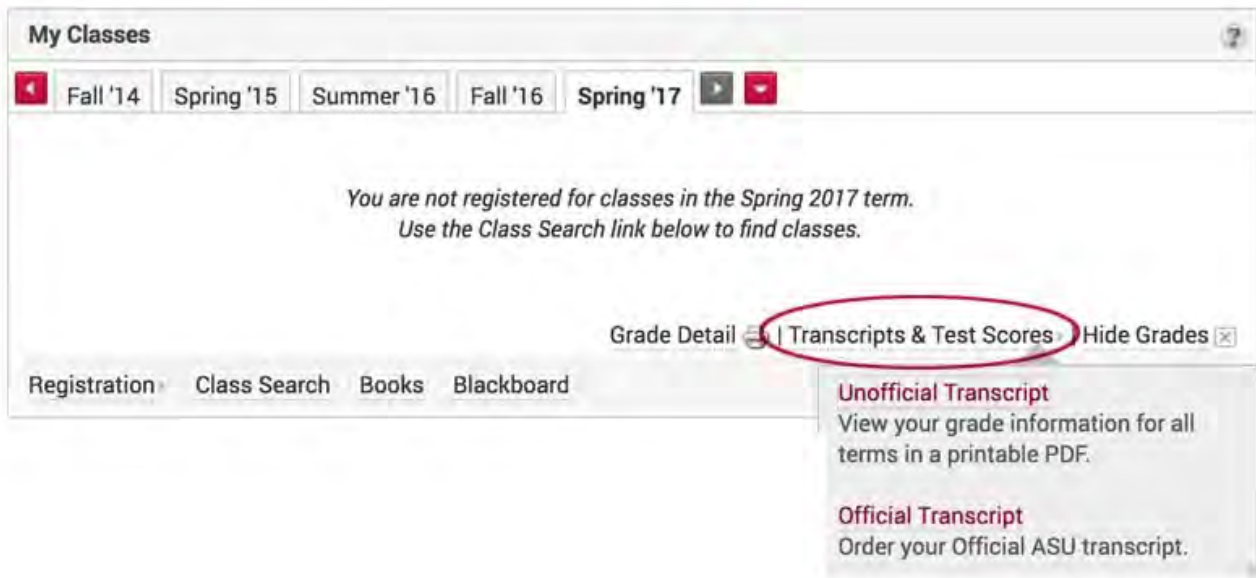 My Classes ?
Fall '14 Spring '15 Summer '16 Fall '16 Spring '17
You are not registered for classes in the Spring 2017 term.
Use the Class Search link below to find classes.
Grade Detail | Transcripts & Test Scores | Hide Grades
Registration Class Search Books Blackboard
Unofficial Transcript
View your grade information for all
terms in a printable PDF.
Official Transcript
Order your Official ASU transcript.